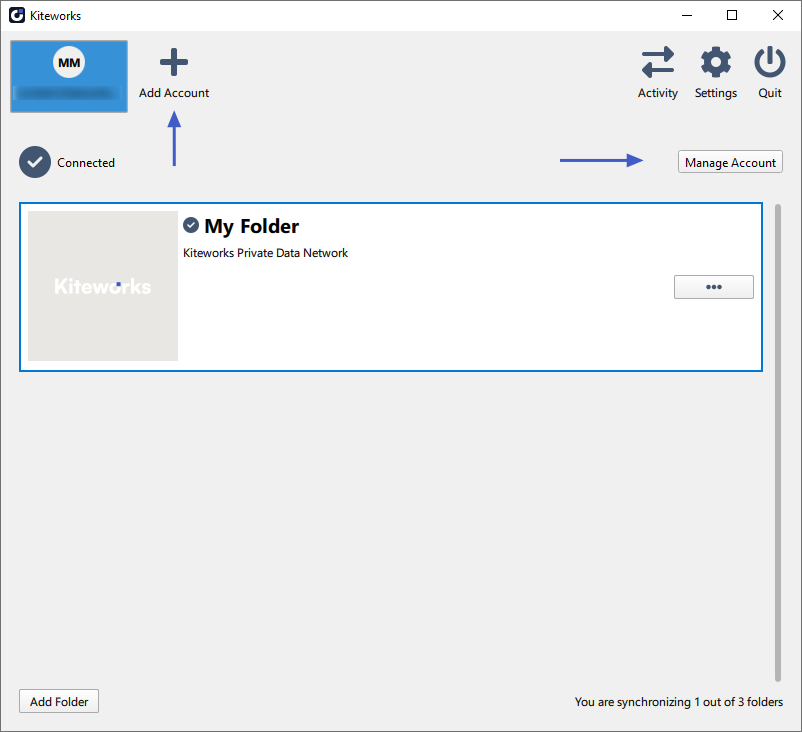 Kiteworks
MM
Add Account
Activity
Settings
Quit
Connected
Manage Account
My Folder
Kiteworks Private Data Network
Kiteworks
Add Folder
You are synchronizing 1 out of 3 folders